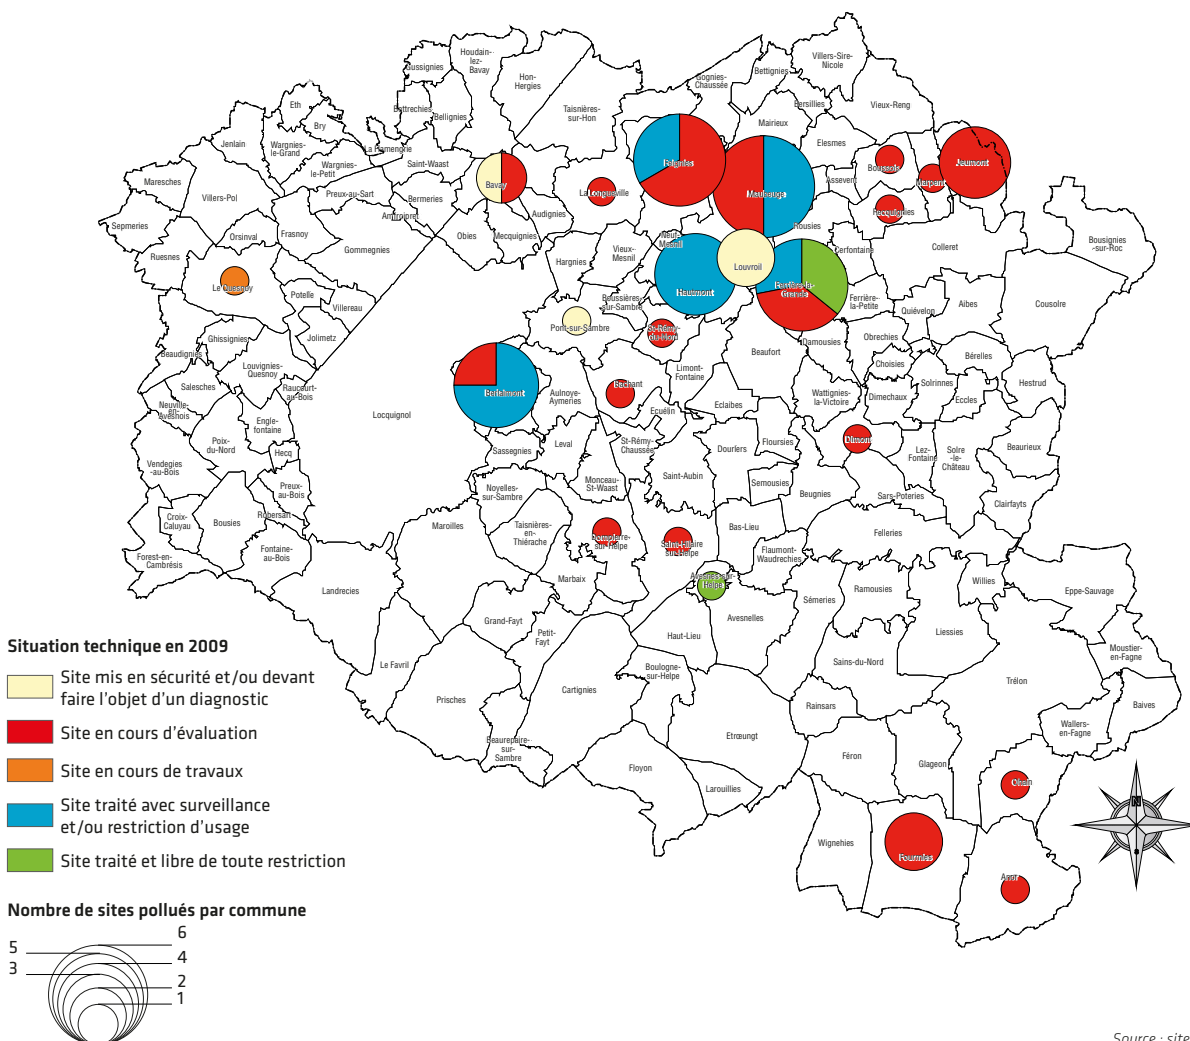 Houdain-
lez-
Bavay
Gussignies
Hon-
Hergies
Bettrechies
Bellignies
Taisnières-
sur-Hon
Gognies-
Chaussée
Bettignies
Villers-Sire-
Nicole
Bersillies
Vieux-Reng
Mairieux
Elesmes
Eth
Bry
Wargnies-
le-Grand
Jenlain
La Flamengrie
Saint-Waast
Wargnies-
le-Petit
Preux-au-Sart
Bermeries
Amfroipret
Maresches
Villers-Pol
Sepmeries
Orsinval
Frasnoy
Gommegnies
Ruesnes
Le Quesnoy
Potelle
Villereau
Jolimetz
Ghissignies
Beaudignies
Louvignies-
Quesnoy
Raucourt-
au-Bois
Salesches
Neuville-
en-
Avesnois
Engle-
fontaine
Poix-
du-Nord
Hecq
Vendegies
-au-Bois
Preux-
au-Bois
Croix-
Caluyau
Bousies
Robersart
Forest-en-
Cambrésis
Fontaine-
au-Bois
Bavay
Audignies
Obies
Mecquignies
La Longueville
Feignies
Maubeuge
Assevent
Boussois
Marpent
Jeumont
Recquignies
Rousies
Cerfontaine
Colleret
Bousignies
-sur-Roc
Neuf-
Mesnil
Vieux-
Mesnil
Hargnies
Louvroil
Hautmont
Boussières-
sur-Sambre
Pont-sur-Sambre
St-Rémy-
du-Nord
Ferrière-la-
Grande
Ferrière-
la-Petite
Quiévelon
Aibes
Cousolre
Damousies
Obrechies
Choisies
Bérelles
Beaufort
Limont-
Fontaine
Wattignies-
la-Victoire
Dimechaux
Solrinnes
Eccles
Hestrud
Berlaimont
Locquignol
Aulnoye-
Aymeries
Bachant
Ecuélin
Eclaibes
Dimont
Lez-
Fontaine
Solre
-le-
Château
Beaurieux
Sassegnies
Leval
St-Rémy-
Chaussée
Dourlers
Floursies
Saint-Aubin
Semousies
Beugnies
Sars-Poteries
Clairfayts
Monceau-
St-Waast
Noyelles-
sur-Sambre
Maroilles
Taisnières-
en-
Thiérache
Dompierre-
sur-Helpe
Saint-Hilaire
sur-Helpe
Bas-Lieu
Flaumont-
Waudrechies
Felleries
Marbaix
Avesnes-sur-
Helpe
Avesnelles
Sémeries
Ramousies
Willies
Eppe-Sauvage
Landrecies
Grand-Fayt
Petit-
Fayt
Haut-Lieu
Liessies
Moustier-
en-Fagne
Le Favril
Prisches
Cartignies
Boulogne-
sur-Helpe
Sains-du-Nord
Trélon
Baives
Rainsars
Wallers-
en-Fagne
Beaurepaire-
sur-
Sambre
Etrœungt
Floyon
Larouillies
Féron
Glageon
Ohain
Wignehies
Fourmies
Anor
N
S
Situation technique en 2009
Site mis en sécurité et/ou devant
faire l'objet d'un diagnostic
Site en cours d'évaluation
Site en cours de travaux
Site traité avec surveillance
et/ou restriction d'usage
Site traité et libre de toute restriction
Nombre de sites pollués par commune
6
5
4
3
2
1
Source : site